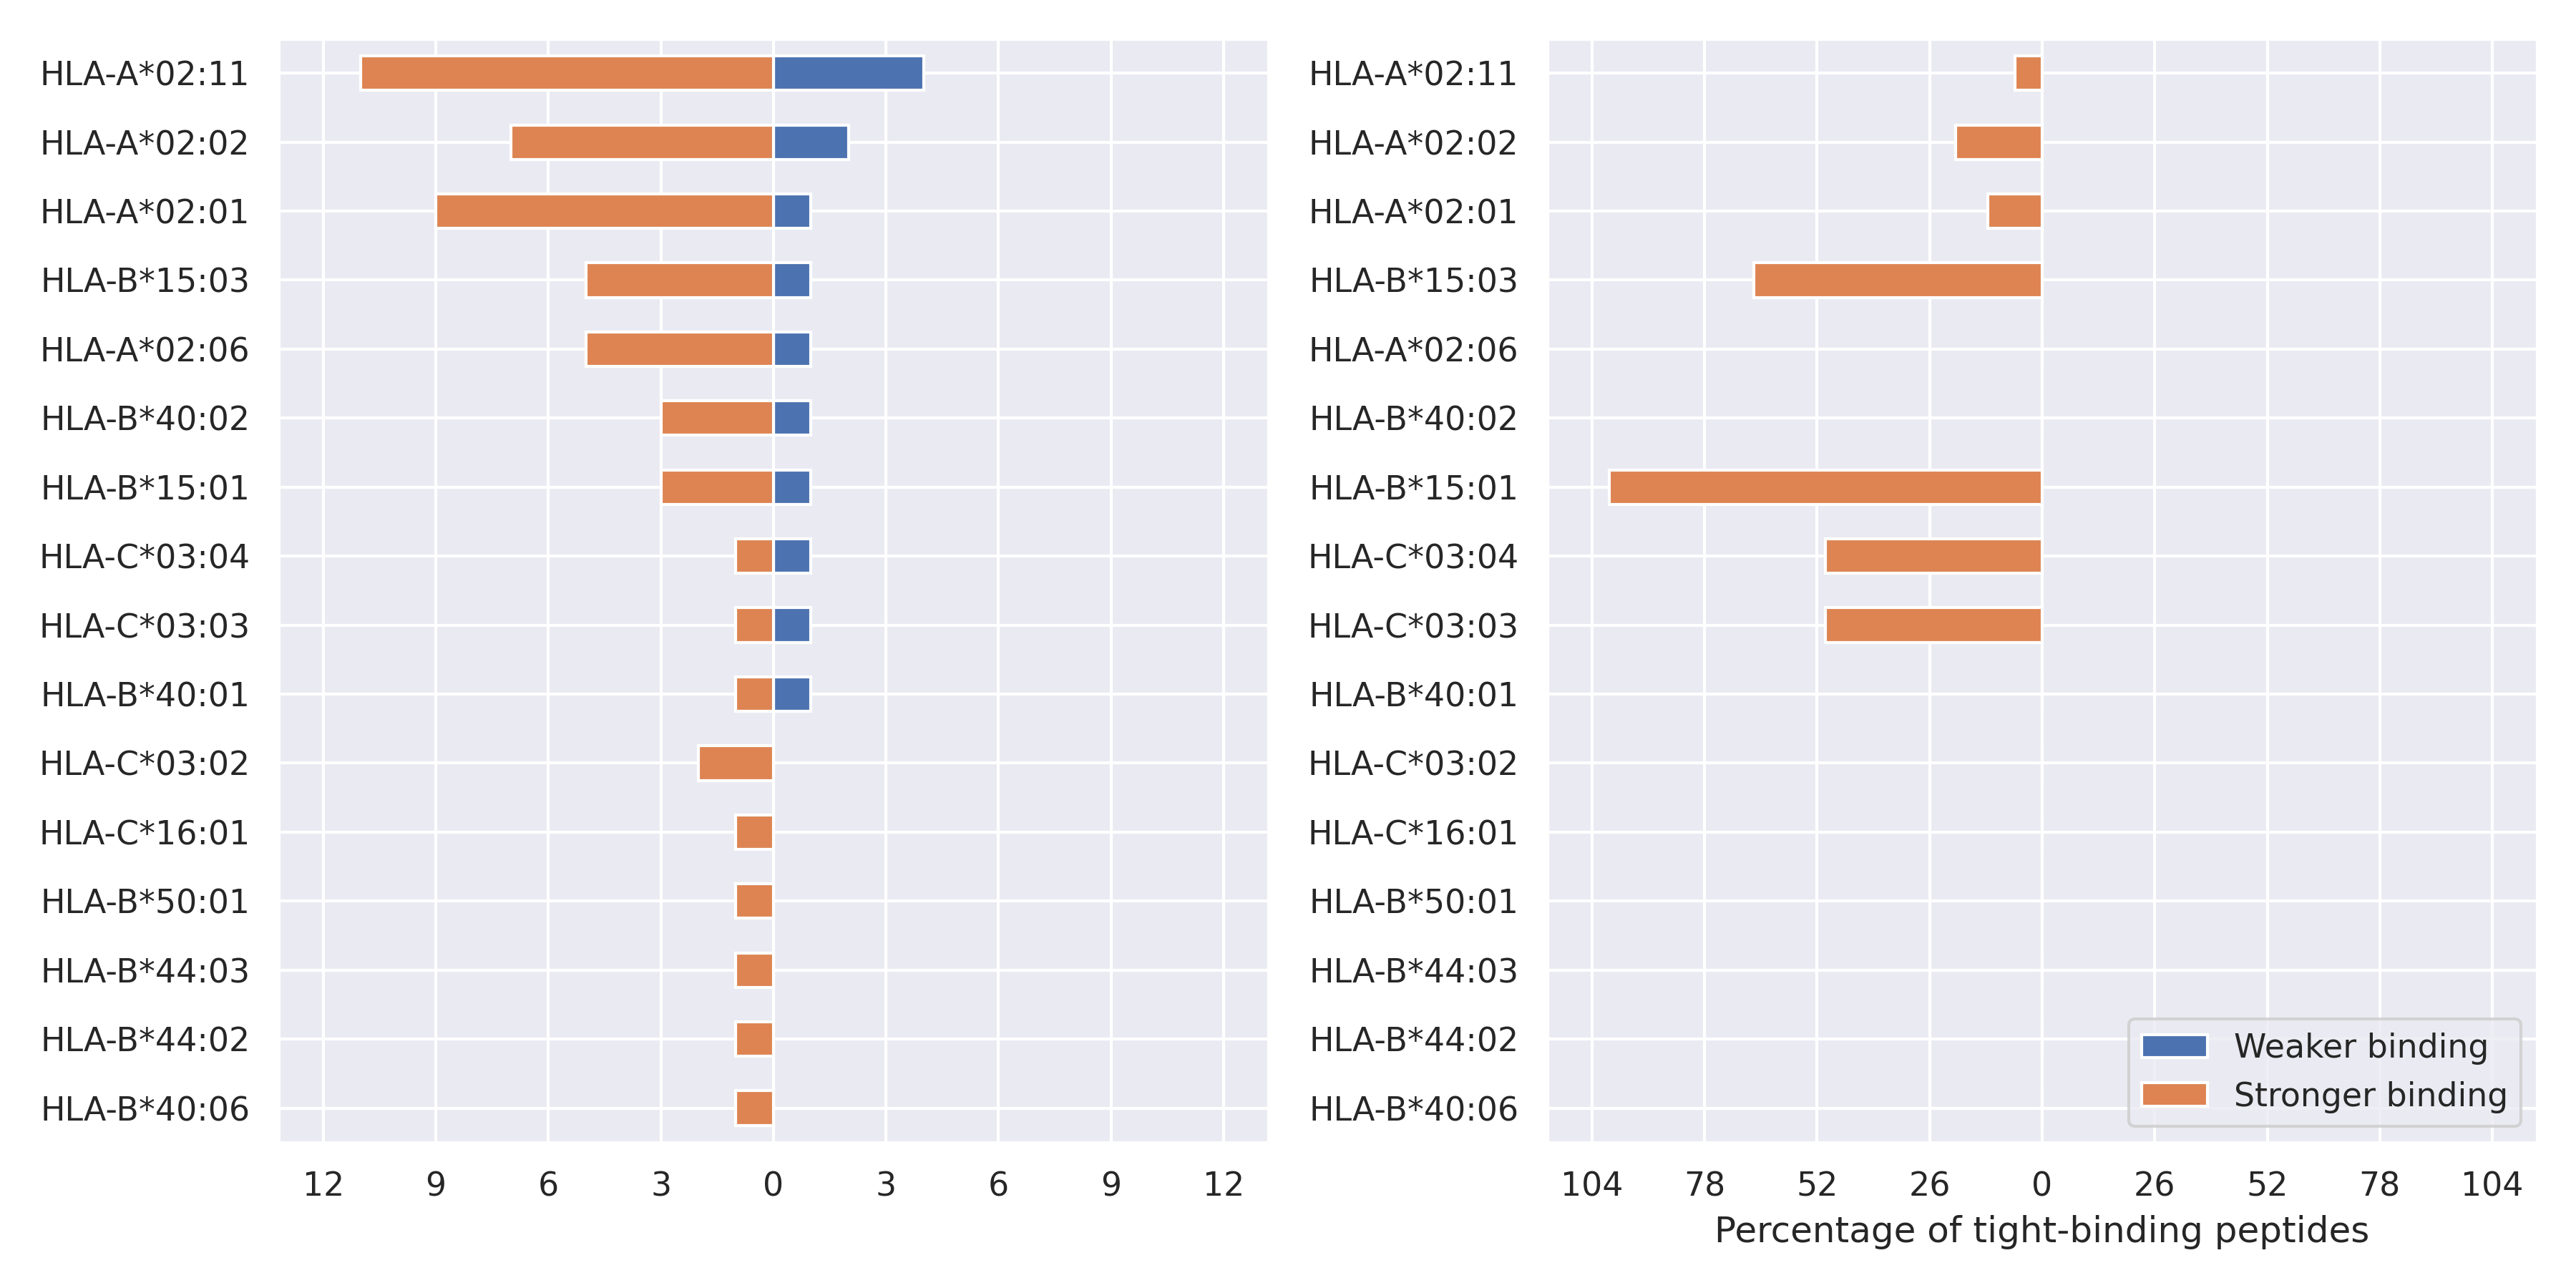 HLA-A*02:11
HLA-A*02:02
HLA-A*02:01
HLA-B*15:03
HLA-A*02:06
HLA-B*40:02
HLA-B*15:01
HLA-C*03:04
HLA-C*03:03
HLA-B*40:01
HLA-C*03:02
HLA-C*16:01
HLA-B*50:01
HLA-B*44:03
HLA-B*44:02
HLA-B*40:06
12 9 6 3 0 3 6 9 12
HLA-A*02:11
HLA-A*02:02
HLA-A*02:01
HLA-B*15:03
HLA-A*02:06
HLA-B*40:02
HLA-B*15:01
HLA-C*03:04
HLA-C*03:03
HLA-B*40:01
HLA-C*03:02
HLA-C*16:01
HLA-B*50:01
HLA-B*44:03
HLA-B*44:02
HLA-B*40:06
Weaker binding
Stronger binding
104 78 52 26 0 26 52 78 104
Percentage of tight-binding peptides